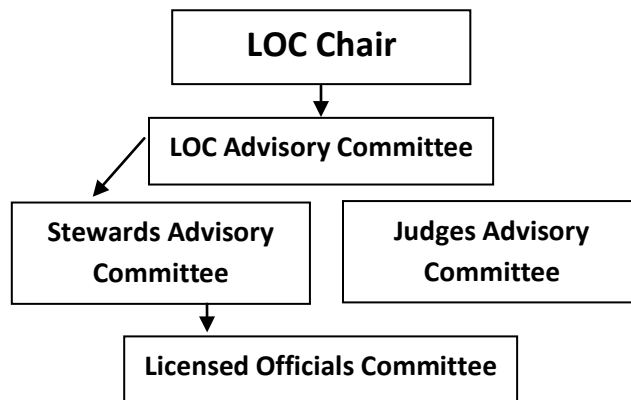 LOC Chair
LOC Advisory Committee
Stewards Advisory
Committee
Judges Advisory
Committee
Licensed Officials Committee